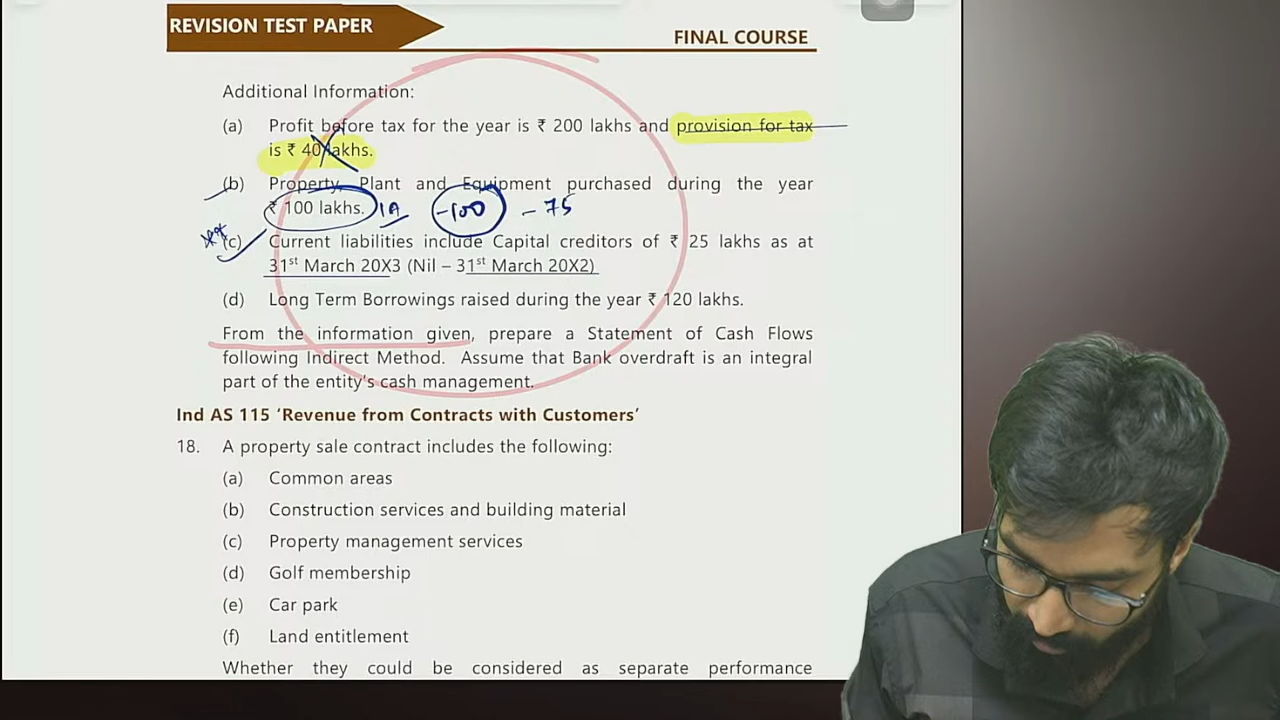 REVISION TEST PAPER
FINAL COURSE
Additional Information:
(a) Profit before tax for the year is ₹ 200 lakhs and provision for tax
is ₹ 40 lakhs.
(b) Property, Plant and Equipment purchased during the year
₹ 100 lakhs. IA -100 - 75
(c) Current liabilities include Capital creditors of ₹ 25 lakhs as at
31st March 20X3 (Nil – 31st March 20X2)
(d) Long Term Borrowings raised during the year ₹ 120 lakhs.
From the information given, prepare a Statement of Cash Flows
following Indirect Method. Assume that Bank overdraft is an integral
part of the entity's cash management.
Ind AS 115 ‘Revenue from Contracts with Customers’
18. A property sale contract includes the following:
(a) Common areas
(b) Construction services and building material
(c) Property management services
(d) Golf membership
(e) Car park
(f) Land entitlement
Whether they could be considered as separate performance